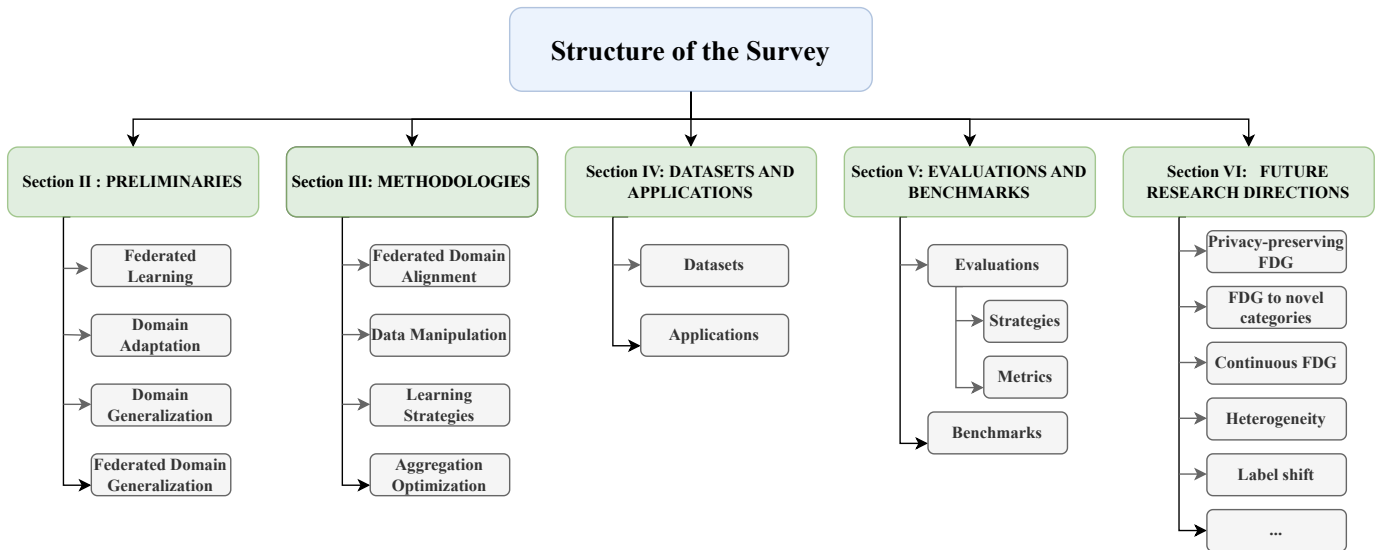 Structure of the Survey
Section II : PRELIMINARIES
Federated
Learning
Domain
Adaptation
Domain
Generalization
Federated Domain
Generalization
Section III: METHODOLOGIES
Federated Domain
Alignment
Data Manipulation
Learning
Strategies
Aggregation
Optimization
Section IV: DATASETS AND
APPLICATIONS
Datasets
Applications
Section V: EVALUATIONS AND
BENCHMARKS
Evaluations
Strategies
Metrics
Benchmarks
Section VI: FUTURE
RESEARCH DIRECTIONS
Privacy-preserving
FDG
FDG to novel
categories
Continuous FDG
Heterogeneity
Label shift
...